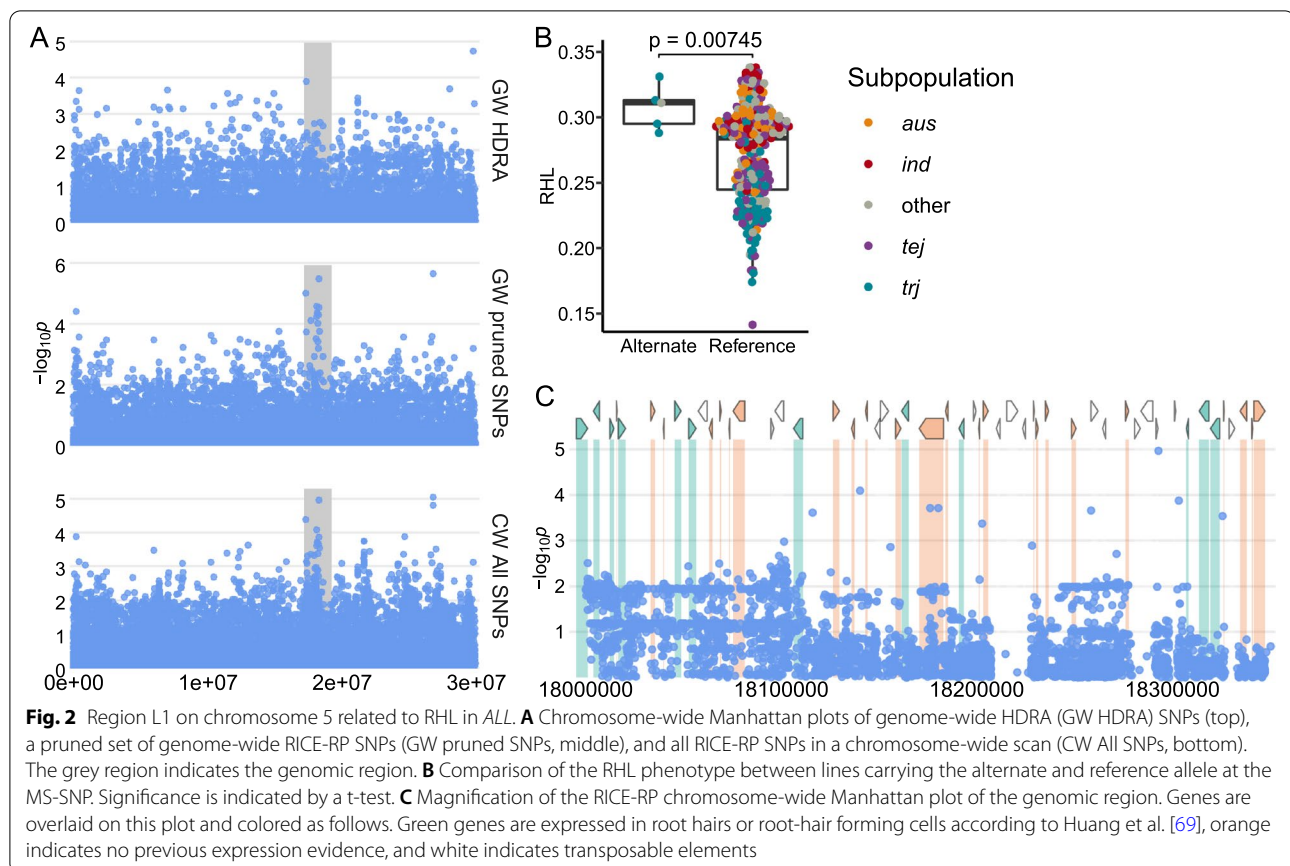 A
5
4
3
2
1
0
GW HDRA
6
4
2
0
GW pruned SNPs
−log10p
5
4
3
2
1
0
CW All SNPs
0e+00 1e+07 2e+07 3e+07
B
p = 0.00745
0.35
0.30
0.25
0.20
0.15
RHL
Alternate Reference
Subpopulation
aus
ind
other
tej
trj
C
5
4
3
2
1
−log10p
18000000 18100000 18200000 18300000
Fig. 2 Region L1 on chromosome 5 related to RHL in ALL. A Chromosome-wide Manhattan plots of genome-wide HDRA (GW HDRA) SNPs (top),
a pruned set of genome-wide RICE-RP SNPs (GW pruned SNPs, middle), and all RICE-RP SNPs in a chromosome-wide scan (CW All SNPs, bottom).
The grey region indicates the genomic region. B Comparison of the RHL phenotype between lines carrying the alternate and reference allele at the
MS-SNP. Significance is indicated by a t-test. C Magnification of the RICE-RP chromosome-wide Manhattan plot of the genomic region. Genes are
overlaid on this plot and colored as follows. Green genes are expressed in root hairs or root-hair forming cells according to Huang et al. [69], orange
indicates no previous expression evidence, and white indicates transposable elements